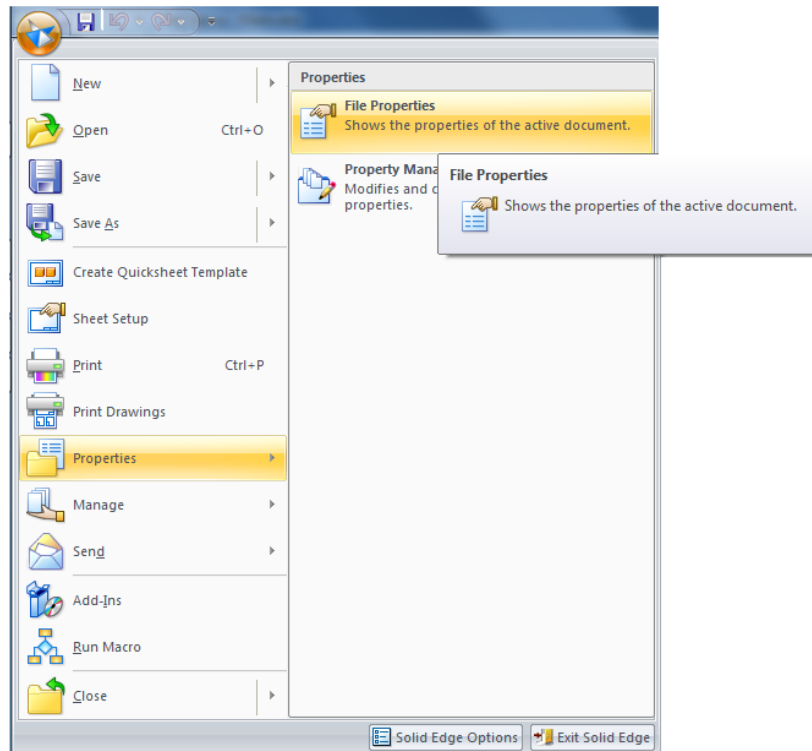 New
Open Ctrl+O
Save
Save As
Create Quicksheet Template
Sheet Setup
Print Ctrl+P
Print Drawings
Properties
Manage
Send
Add-Ins
Run Macro
Close
Properties
File Properties
Shows the properties of the active document.
Property Mana
Modifies and
properties.
File Properties
Shows the properties of the active document.
Solid Edge Options Exit Solid Edge